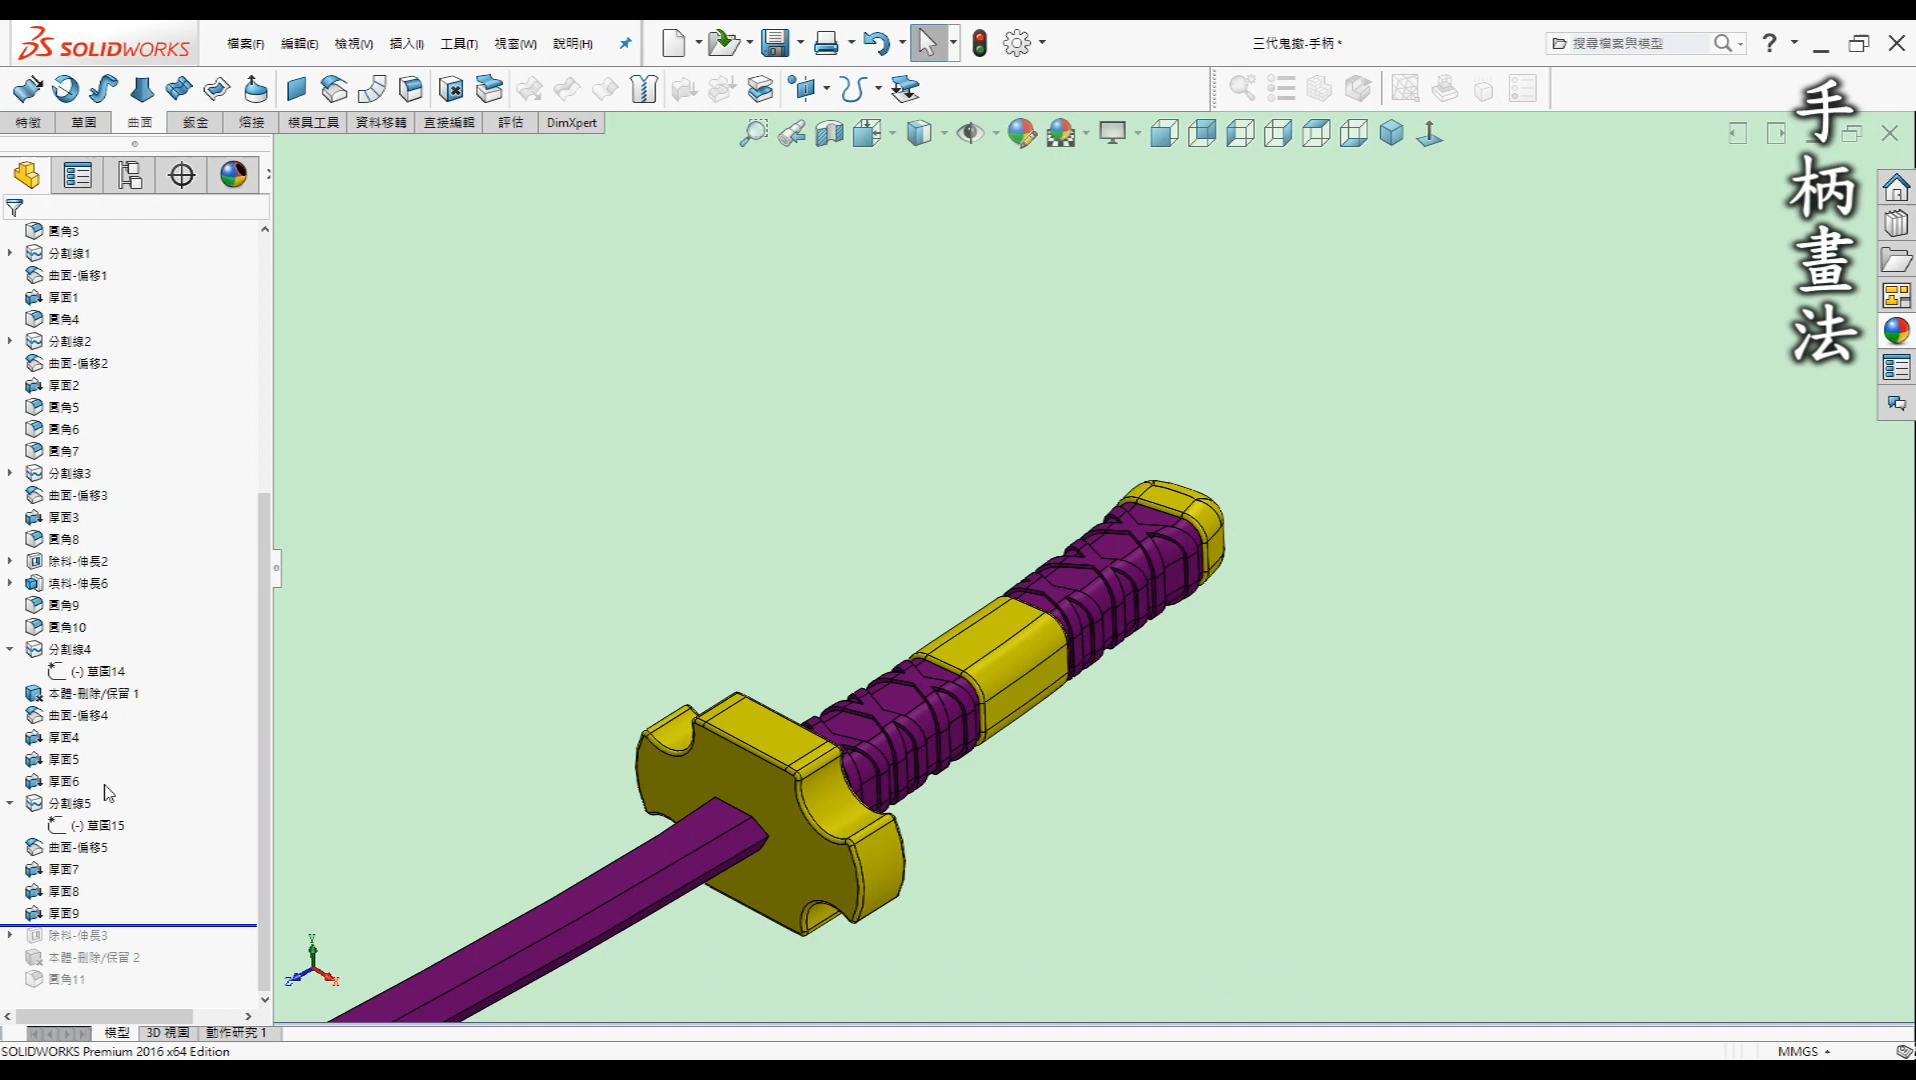 SOLIDWORKS
檔案(F)
編輯(E)
檢視(V)
插入(I)
工具(T)
視窗(W)
說明(H)
三代鬼撤-手柄 *
搜尋檔案與模型
特徵
草圖
曲面
鈑金
熔接
模具工具
資料移轉
直接編輯
評估
DimXpert
手柄畫法
圓角3
分割線1
曲面-偏移1
厚面1
圓角4
分割線2
曲面-偏移2
厚面2
圓角5
圓角6
圓角7
分割線3
曲面-偏移3
厚面3
圓角8
除料-伸長2
填料-伸長6
圓角9
圓角10
分割線4
(-) 草圖14
本體-刪除/保留 1
曲面-偏移4
厚面4
厚面5
厚面6
分割線5
(-) 草圖15
曲面-偏移5
厚面7
厚面8
厚面9
除料-伸長3
本體-刪除/保留 2
圓角11
Y
Z
X
模型
3D 視圖
動作研究 1
SOLIDWORKS Premium 2016 x64 Edition
MMGS